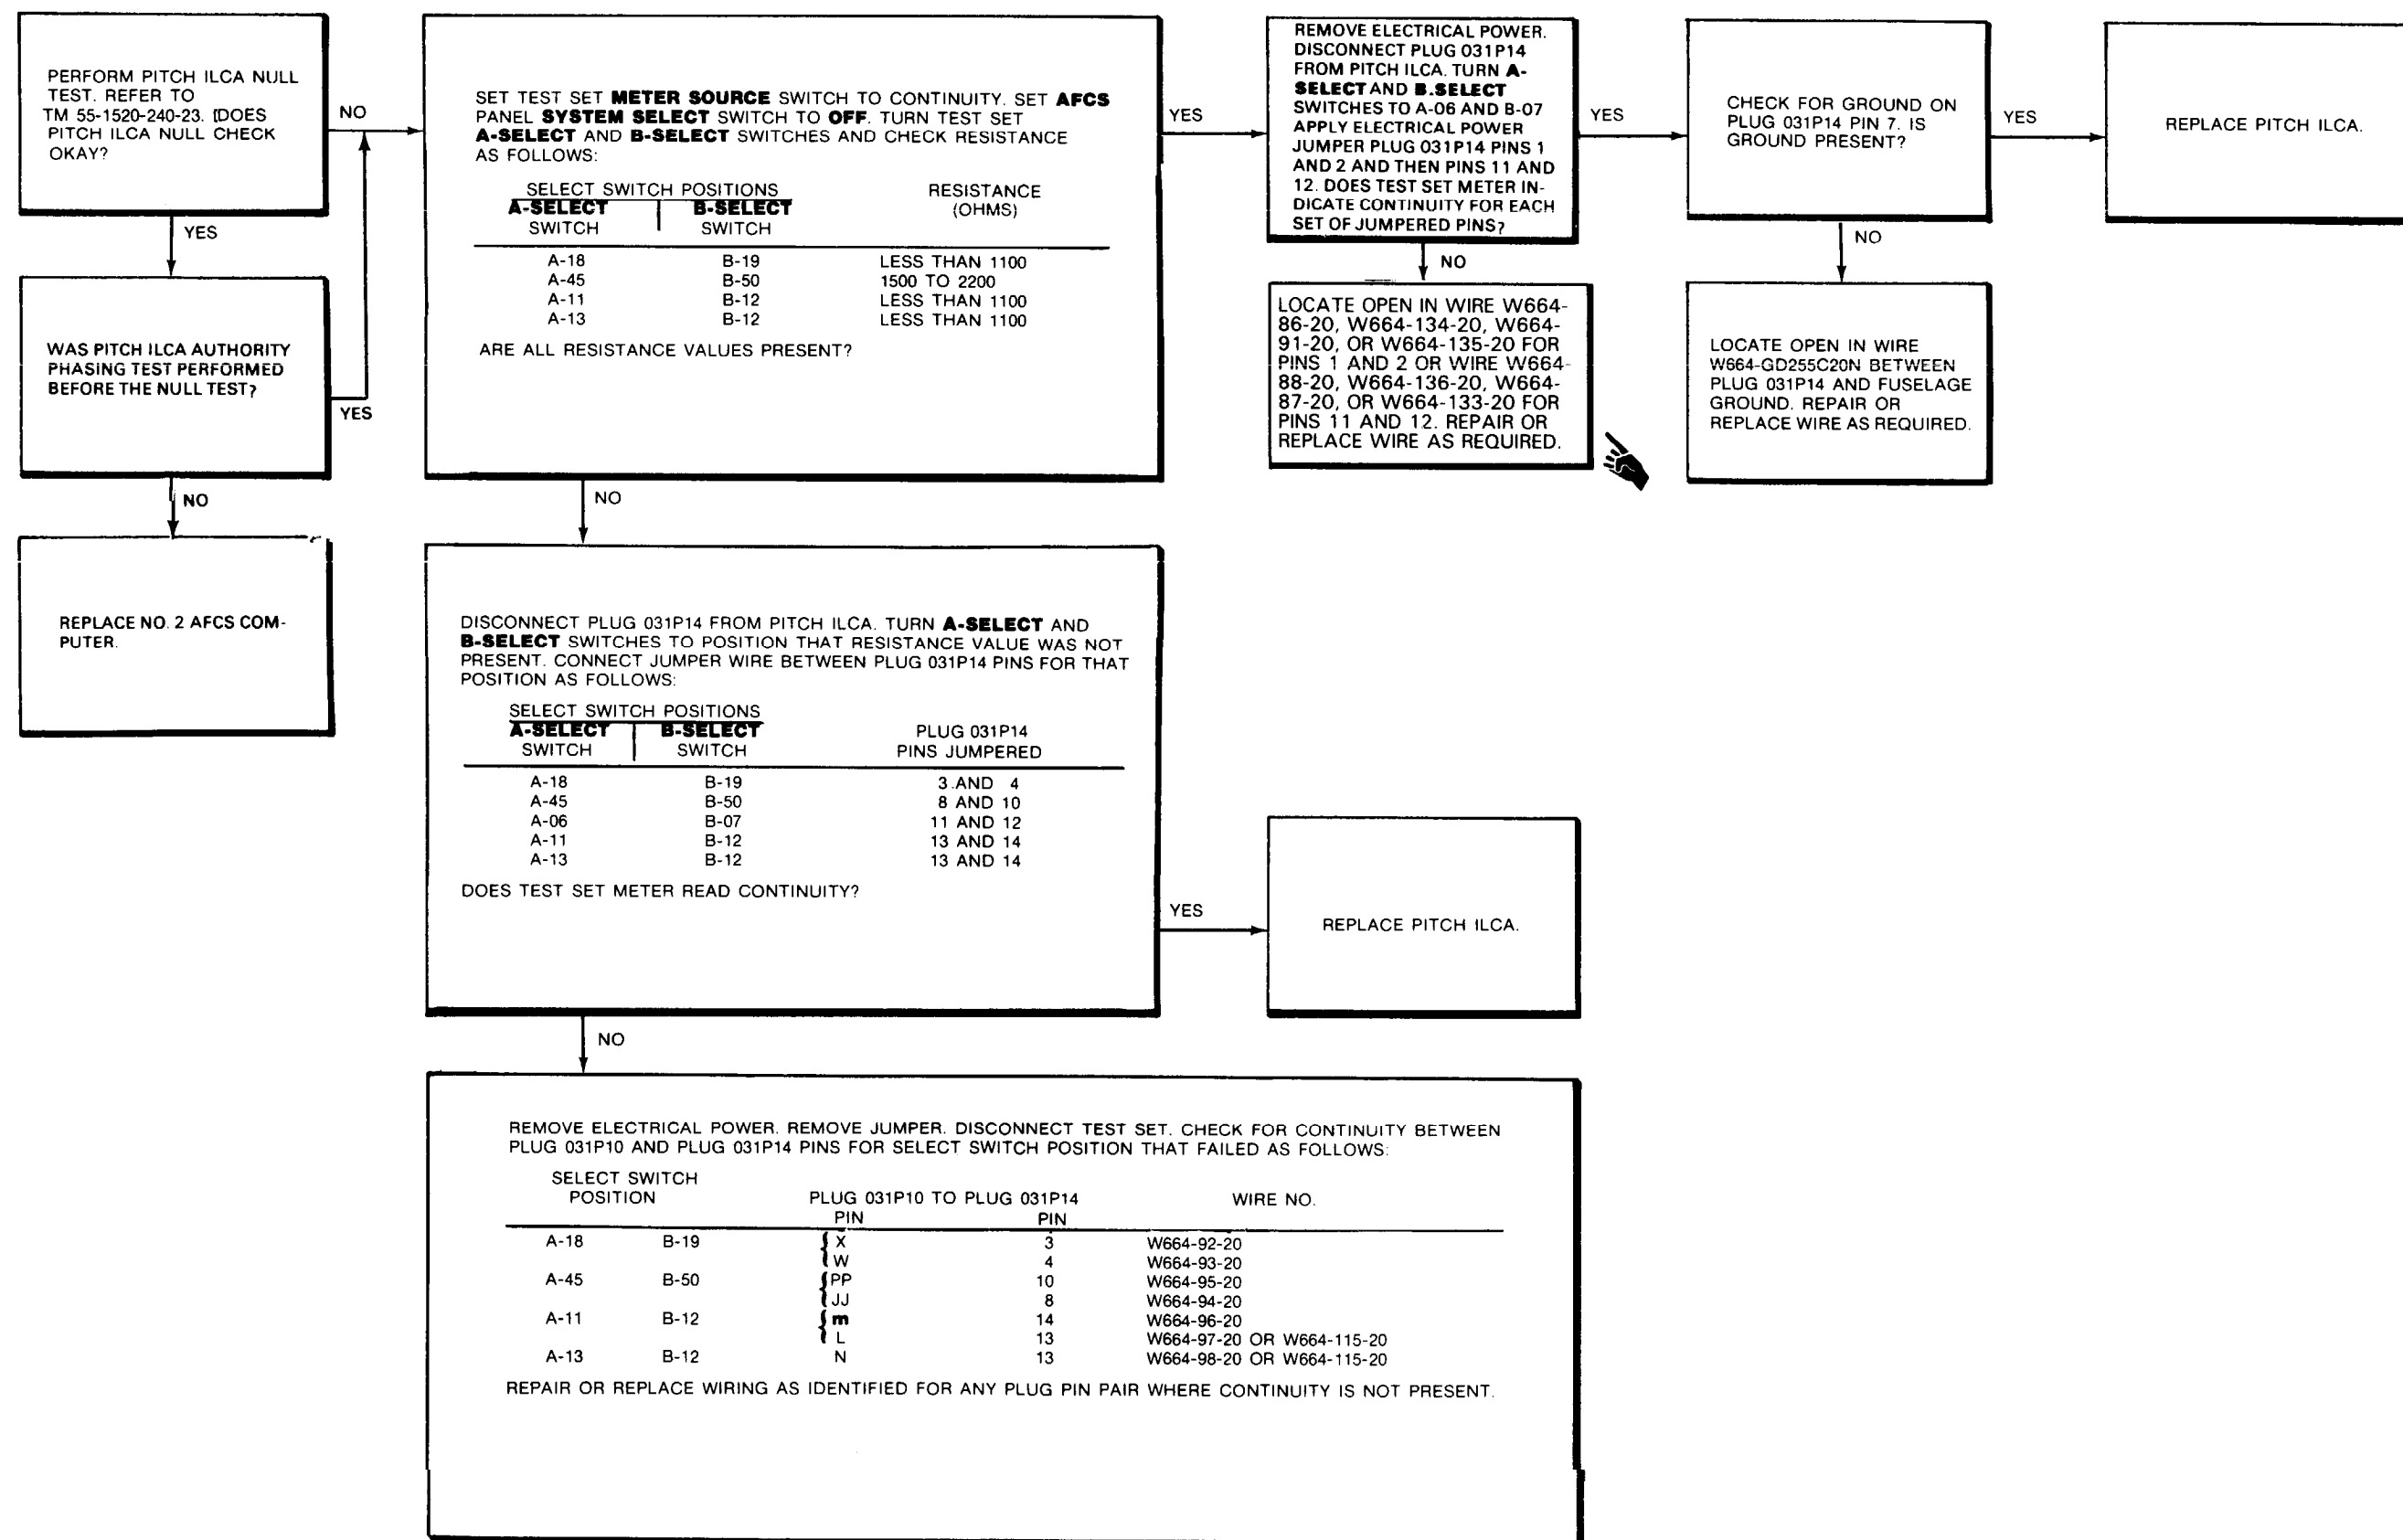 PERFORM PITCH ILCA NULL
TEST. REFER TO
TM 55-1520-240-23. (DOES
PITCH ILCA NULL CHECK
OKAY?
NO
YES
WAS PITCH ILCA AUTHORITY
PHASING TEST PERFORMED
BEFORE THE NULL TEST?
YES
NO
REPLACE NO. 2 AFCS COM-
PUTER.
SET TEST SET METER SOURCE SWITCH TO CONTINUITY. SET AFCS
PANEL SYSTEM SELECT SWITCH TO OFF. TURN TEST SET
A-SELECT AND B-SELECT SWITCHES AND CHECK RESISTANCE
AS FOLLOWS:
SELECT SWITCH POSITIONS RESISTANCE
A-SELECT B-SELECT (OHMS)
SWITCH SWITCH
A-18 B-19 LESS THAN 1100
A-45 B-50 1500 TO 2200
A-11 B-12 LESS THAN 1100
A-13 B-12 LESS THAN 1100
ARE ALL RESISTANCE VALUES PRESENT?
YES
NO
REMOVE ELECTRICAL POWER.
DISCONNECT PLUG 031P14
FROM PITCH ILCA. TURN A-
SELECT AND B.SELECT
SWITCHES TO A-06 AND B-07
APPLY ELECTRICAL POWER
JUMPER PLUG 031P14 PINS 1
AND 2 AND THEN PINS 11 AND
12. DOES TEST SET METER IN-
DICATE CONTINUITY FOR EACH
SET OF JUMPERED PINS?
YES
NO
LOCATE OPEN IN WIRE W664-
86-20, W664-134-20, W664-
91-20, OR W664-135-20 FOR
PINS 1 AND 2 OR WIRE W664-
88-20, W664-136-20, W664-
87-20, OR W664-133-20 FOR
PINS 11 AND 12. REPAIR OR
REPLACE WIRE AS REQUIRED.
CHECK FOR GROUND ON
PLUG 031P14 PIN 7. IS
GROUND PRESENT?
YES
NO
REPLACE PITCH ILCA.
LOCATE OPEN IN WIRE
W664-GD255C20N BETWEEN
PLUG 031P14 AND FUSELAGE
GROUND. REPAIR OR
REPLACE WIRE AS REQUIRED.
DISCONNECT PLUG 031P14 FROM PITCH ILCA. TURN A-SELECT AND
B-SELECT SWITCHES TO POSITION THAT RESISTANCE VALUE WAS NOT
PRESENT. CONNECT JUMPER WIRE BETWEEN PLUG 031P14 PINS FOR THAT
POSITION AS FOLLOWS:
SELECT SWITCH POSITIONS
A-SELECT B-SELECT PLUG 031P14
SWITCH SWITCH PINS JUMPERED
A-18 B-19 3 AND 4
A-45 B-50 8 AND 10
A-06 B-07 11 AND 12
A-11 B-12 13 AND 14
A-13 B-12 13 AND 14
DOES TEST SET METER READ CONTINUITY?
YES
REPLACE PITCH ILCA.
NO
REMOVE ELECTRICAL POWER. REMOVE JUMPER. DISCONNECT TEST SET. CHECK FOR CONTINUITY BETWEEN
PLUG 031P10 AND PLUG 031P14 PINS FOR SELECT SWITCH POSITION THAT FAILED AS FOLLOWS:
SELECT SWITCH
POSITION PLUG 031P10 TO PLUG 031P14 WIRE NO.
PIN PIN
A-18 B-19 { X 3 W664-92-20
W 4 W664-93-20
A-45 B-50 { PP 10 W664-95-20
JJ 8 W664-94-20
A-11 B-12 { m 14 W664-96-20
L 13 W664-97-20 OR W664-115-20
A-13 B-12 N 13 W664-98-20 OR W664-115-20
REPAIR OR REPLACE WIRING AS IDENTIFIED FOR ANY PLUG PIN PAIR WHERE CONTINUITY IS NOT PRESENT.